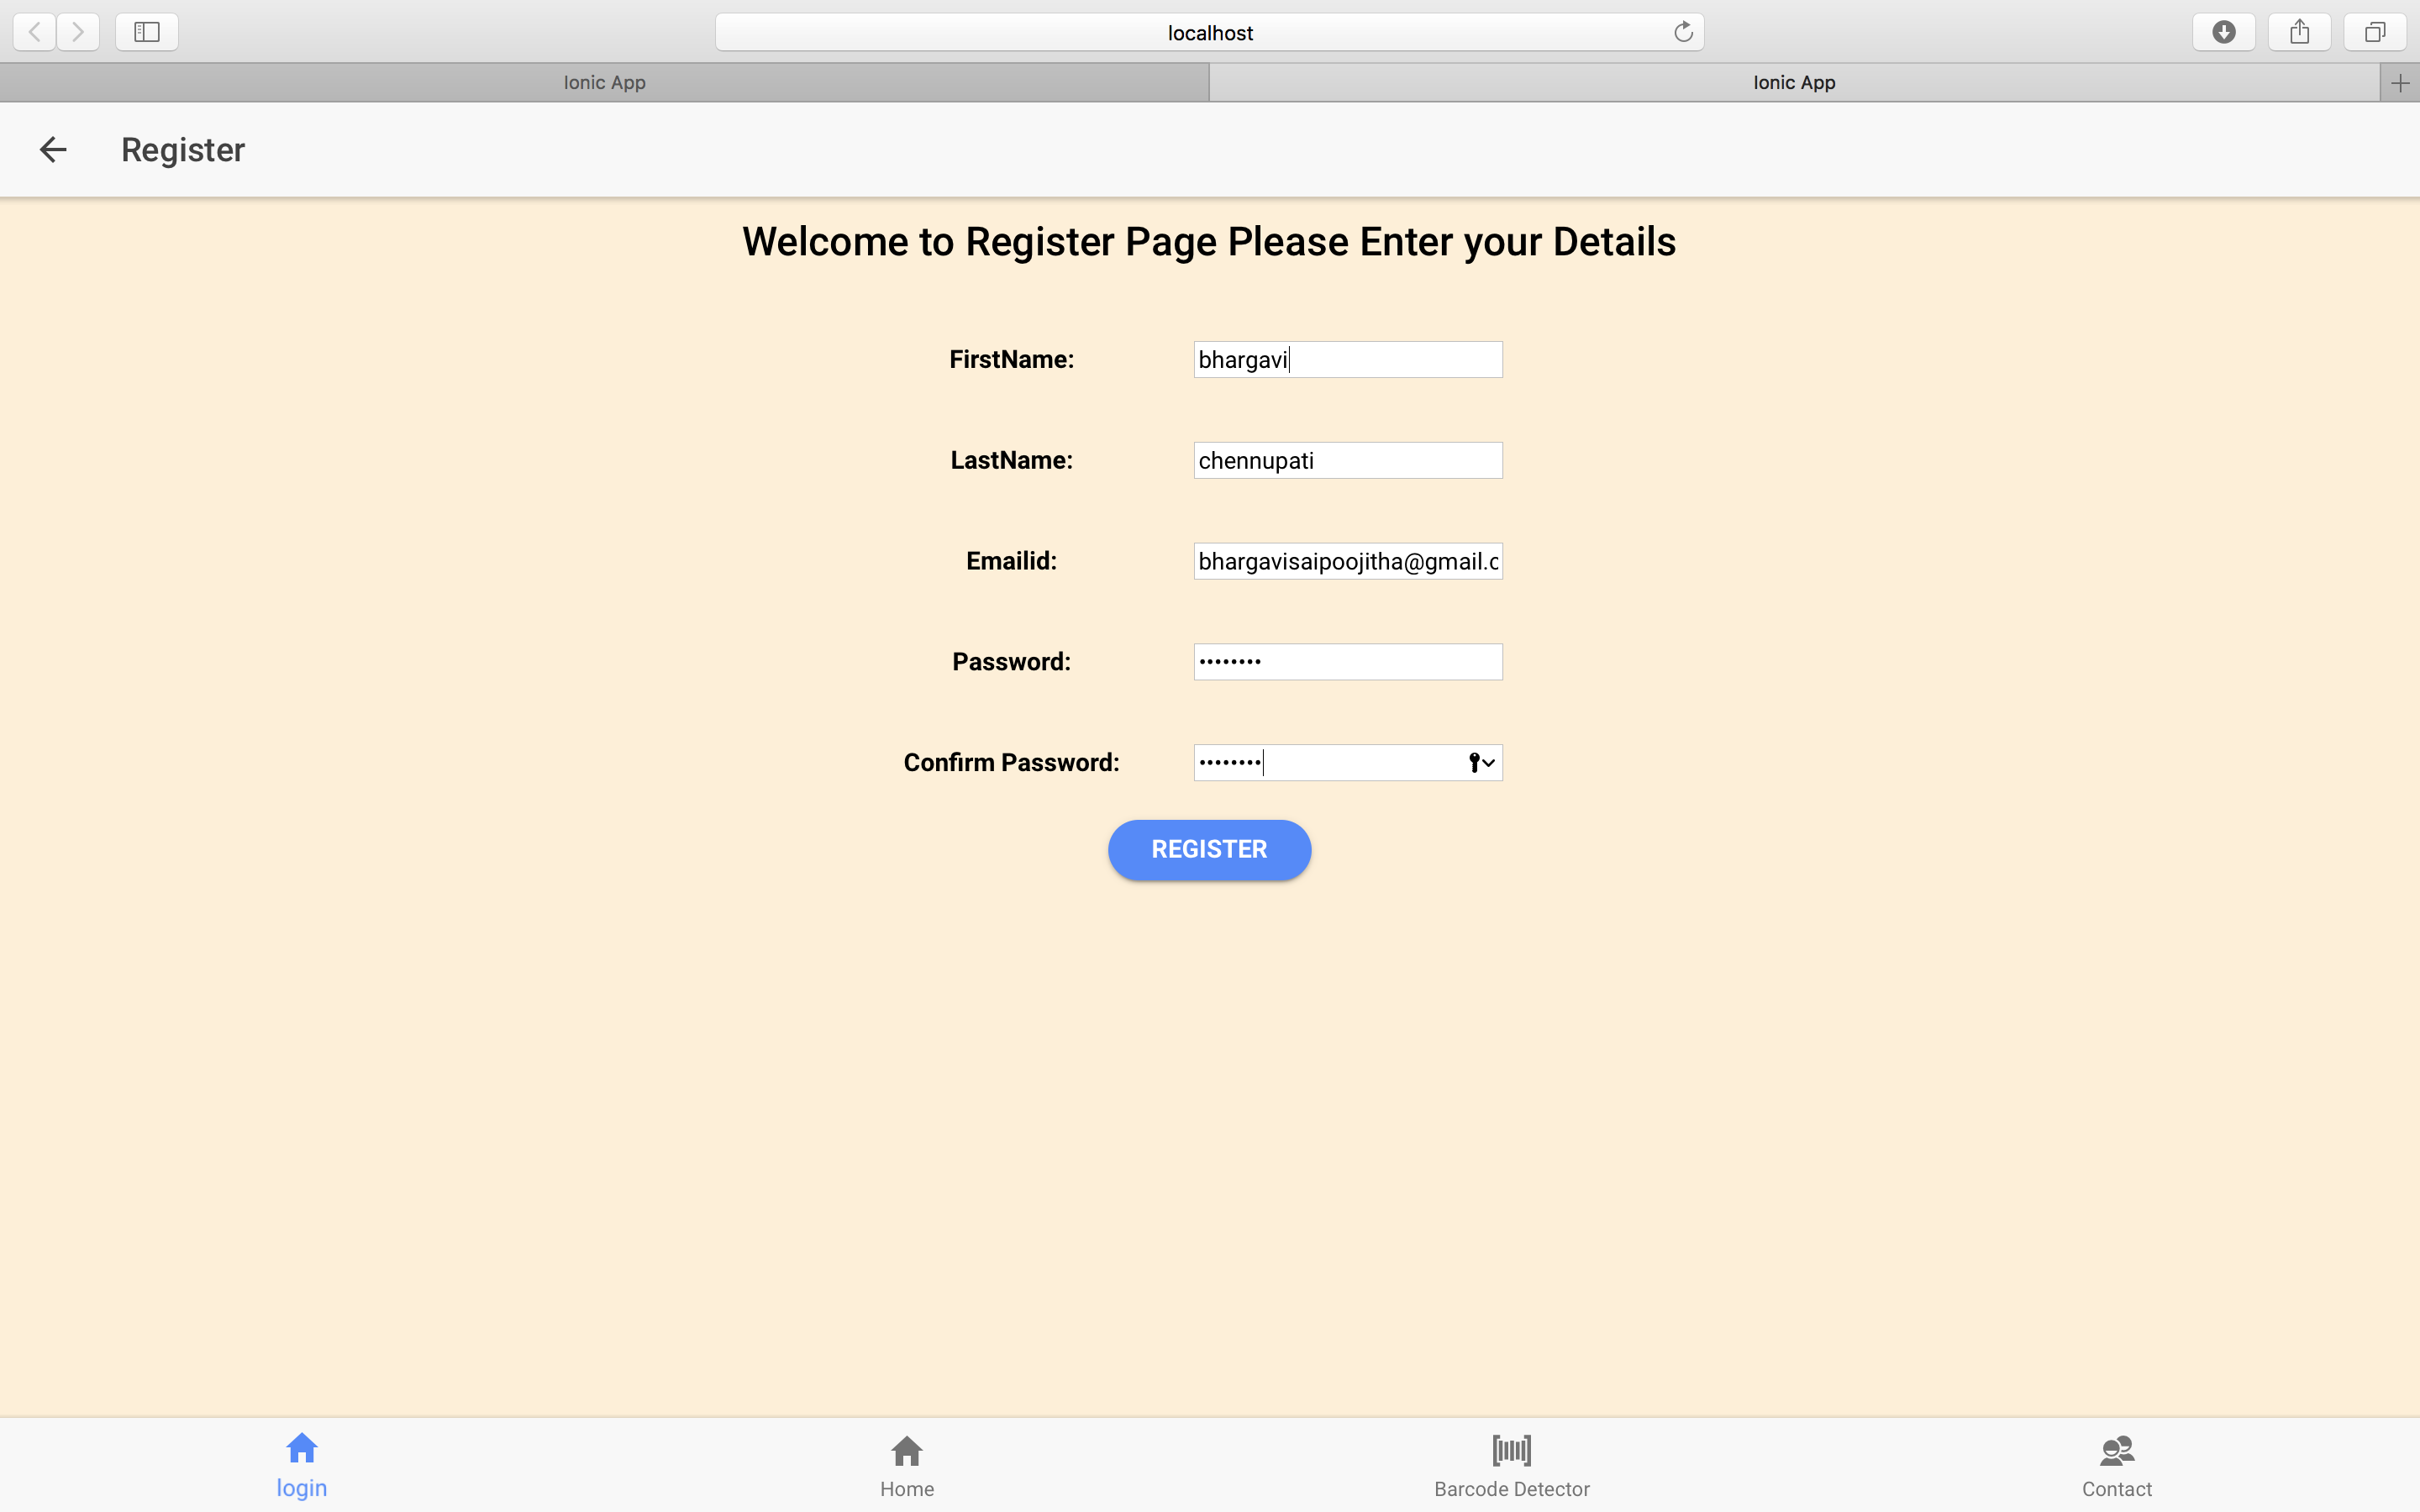 localhost
Ionic App
Ionic App
Register
Welcome to Register Page Please Enter your Details
FirstName: bhargavi
LastName: chennupati
Emailid: bhargavisaipoojitha@gmail.c
Password: ••••••••
Confirm Password: ••••••••
REGISTER
login
Home
Barcode Detector
Contact